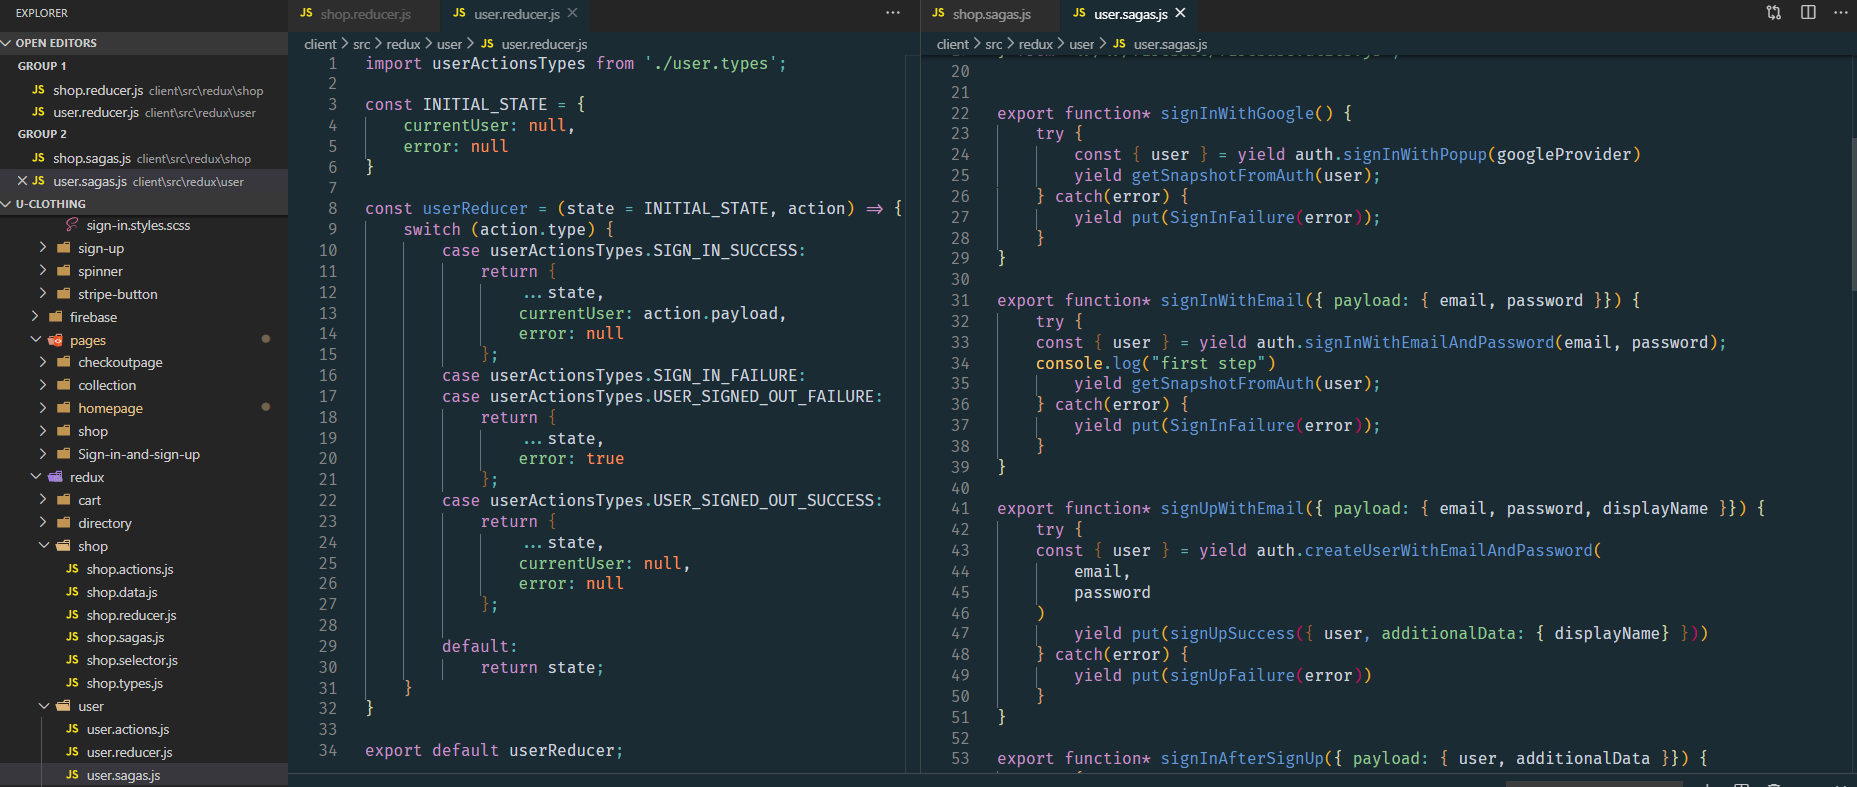 EXPLORER
OPEN EDITORS
GROUP 1
JS shop.reducer.js client\src\redux\shop
JS user.reducer.js client\src\redux\user
GROUP 2
JS shop.sagas.js client\src\redux\shop
JS user.sagas.js client\src\redux\user
U-CLOTHING
sign-in.styles.scss
sign-up
spinner
stripe-button
firebase
pages
checkoutpage
collection
homepage
shop
Sign-in-and-sign-up
redux
cart
directory
shop
JS shop.actions.js
JS shop.data.js
JS shop.reducer.js
JS shop.sagas.js
JS shop.selector.js
JS shop.types.js
user
JS user.actions.js
JS user.reducer.js
JS user.sagas.js
JS shop.reducer.js JS user.reducer.js
client > src > redux > user > JS user.reducer.js
1 import userActionsTypes from './user.types';
2
3 const INITIAL_STATE = {
4 currentUser: null,
5 error: null
6 }
7
8 const userReducer = (state = INITIAL_STATE, action) => {
9 switch (action.type) {
10 case userActionsTypes.SIGN_IN_SUCCESS:
11 return {
12 ...state,
13 currentUser: action.payload,
14 error: null
15 };
16 case userActionsTypes.SIGN_IN_FAILURE:
17 case userActionsTypes.USER_SIGNED_OUT_FAILURE:
18 return {
19 ...state,
20 error: true
21 };
22 case userActionsTypes.USER_SIGNED_OUT_SUCCESS:
23 return {
24 ...state,
25 currentUser: null,
26 error: null
27 };
28
29 default:
30 return state;
31 }
32 }
33
34 export default userReducer;
JS shop.sagas.js JS user.sagas.js
client > src > redux > user > JS user.sagas.js
20
21
22 export function* signInWithGoogle() {
23 try {
24 const { user } = yield auth.signInWithPopup(googleProvider)
25 yield getSnapshotFromAuth(user);
26 } catch(error) {
27 yield put(SignInFailure(error));
28 }
29 }
30
31 export function* signInWithEmail({ payload: { email, password }}) {
32 try {
33 const { user } = yield auth.signInWithEmailAndPassword(email, password);
34 console.log("first step")
35 yield getSnapshotFromAuth(user);
36 } catch(error) {
37 yield put(SignInFailure(error));
38 }
39 }
40
41 export function* signUpWithEmail({ payload: { email, password, displayName }}) {
42 try {
43 const { user } = yield auth.createUserWithEmailAndPassword(
44 email,
45 password
46 )
47 yield put(signUpSuccess({ user, additionalData: { displayName} }))
48 } catch(error) {
49 yield put(signUpFailure(error))
50 }
51 }
52
53 export function* signInAfterSignUp({ payload: { user, additionalData }}) {